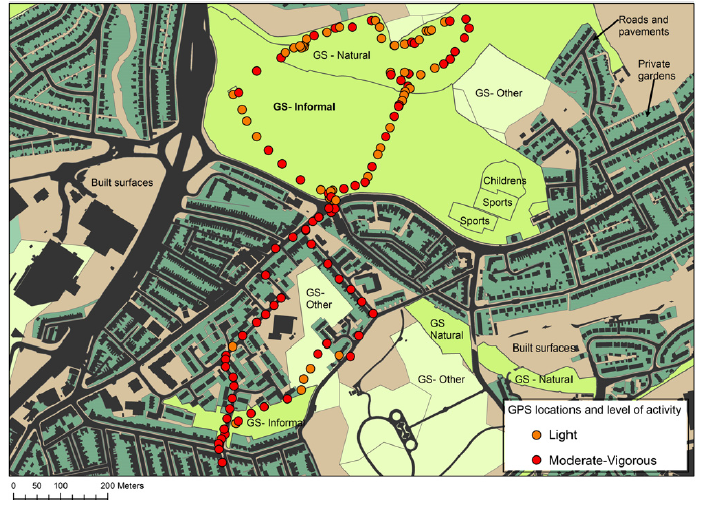 Roads and
pavements
GS - Natural
Private
gardens
GS- Other
GS- Informal
Childrens
Built surfaces
Sports
Sports
GS-
Other
GS
Natural
Built surfaces
GS- Other
GS - Natural
GS- Informal
GPS locations and level of activity
Light
Moderate-Vigorous
0 50 100 200 Meters